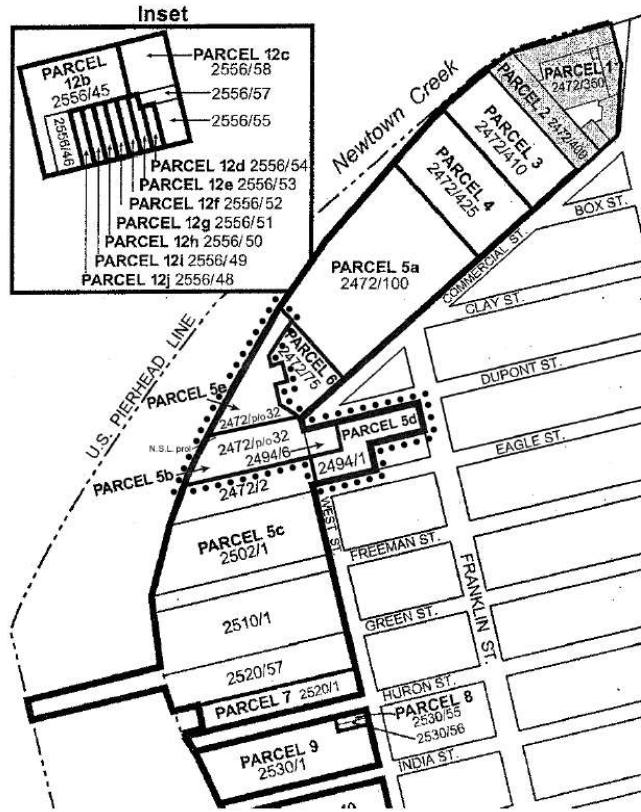 Inset
PARCEL
12b
2556/45
PARCEL 12c
2556/58
2556/57
2556/55
2556/46
PARCEL 12d 2556/54
PARCEL 12e 2556/53
PARCEL 12f 2556/52
PARCEL 12g 2556/51
PARCEL 12h 2556/50
PARCEL 12i 2556/49
PARCEL 12j 2556/48
Newtown Creek
PARCEL 1
2472/350
PARCEL 2 2472/400
PARCEL 3
2472/410
PARCEL 4
2472/425
BOX ST.
COMMERCIAL ST.
PARCEL 5a
2472/100
CLAY ST.
U.S. PIERHEAD LINE
PARCEL 6
2472/75
DUPONT ST.
PARCEL 5e
2472/p/o32
N.S.L. prol
2472/p/o32
2494/6
PARCEL 5d
2494/1
EAGLE ST.
PARCEL 5b
2472/2
WEST ST.
PARCEL 5c
2502/1
FREEMAN ST.
FRANKLIN ST.
2510/1
GREEN ST.
2520/57
PARCEL 7 2520/1
HURON ST.
PARCEL 8
2530/55
2530/56
PARCEL 9
2530/1
INDIA ST.